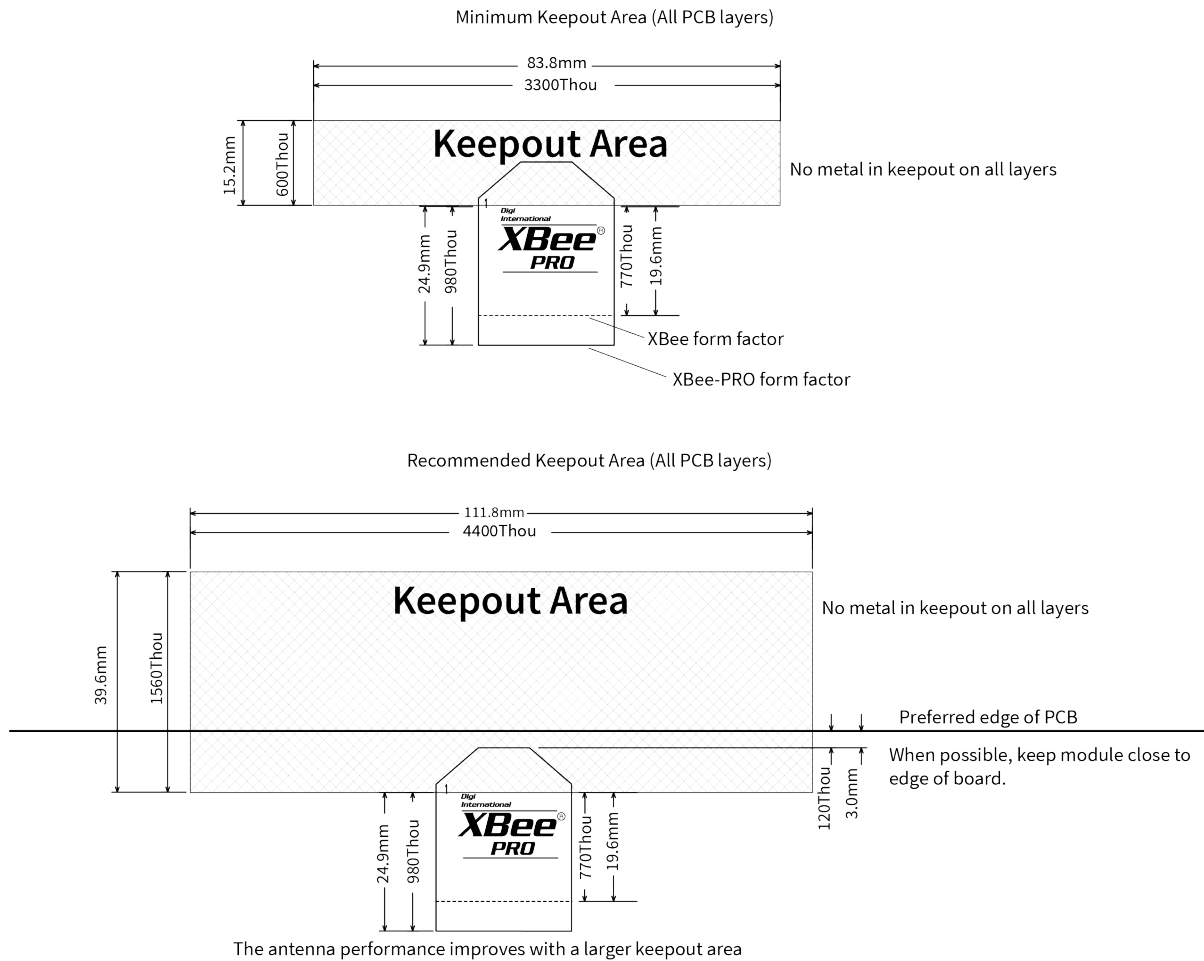 Minimum Keepout Area (All PCB layers)
83.8mm
3300Thou
Keepout Area
15.2mm
600Thou
No metal in keepout on all layers
1
Digi
International
XBee®
PRO
24.9mm
980Thou
770Thou
19.6mm
XBee form factor
XBee-PRO form factor
Recommended Keepout Area (All PCB layers)
111.8mm
4400Thou
Keepout Area
No metal in keepout on all layers
39.6mm
1560Thou
Preferred edge of PCB
When possible, keep module close to
edge of board.
120Thou
3.0mm
1
Digi
International
XBee®
PRO
24.9mm
980Thou
770Thou
19.6mm
The antenna performance improves with a larger keepout area